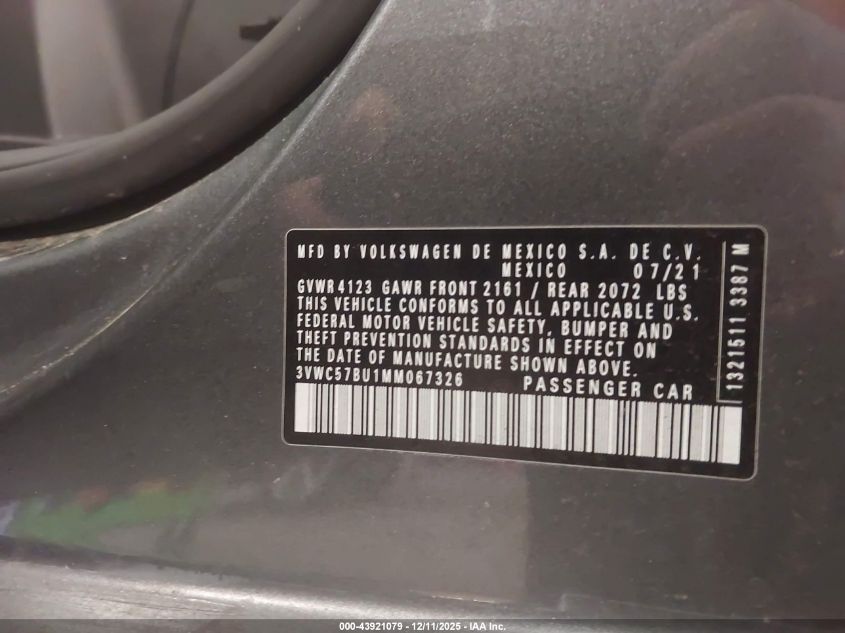 MFD BY VOLKSWAGEN DE MEXICO S.A. DE C.V.
MEXICO 07/21
GVWR 4123 GAWR FRONT 2161 / REAR 2072 LBS
THIS VEHICLE CONFORMS TO ALL APPLICABLE U.S.
FEDERAL MOTOR VEHICLE SAFETY, BUMPER AND
THEFT PREVENTION STANDARDS IN EFFECT ON
THE DATE OF MANUFACTURE SHOWN ABOVE.
3VWC57BU1MM067326 PASSENGER CAR
1321511 3387 M
000-43921079 - 12/11/2025 - IAA Inc.